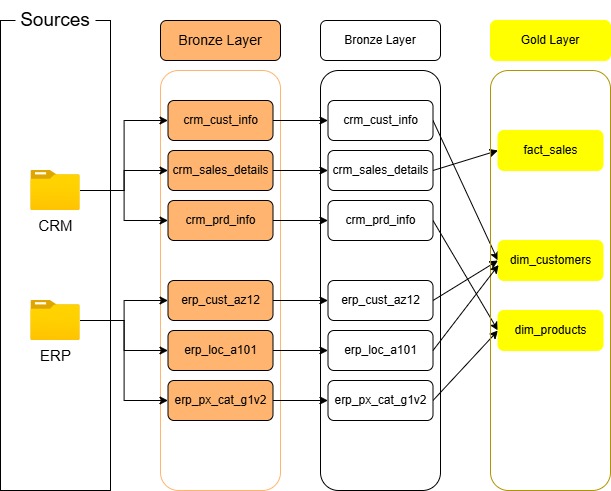 Sources
Bronze Layer
Bronze Layer
Gold Layer
crm_cust_info
crm_cust_info
fact_sales
crm_sales_details
crm_sales_details
CRM
crm_prd_info
crm_prd_info
dim_customers
erp_cust_az12
erp_cust_az12
dim_products
ERP
erp_loc_a101
erp_loc_a101
erp_px_cat_g1v2
erp_px_cat_g1v2